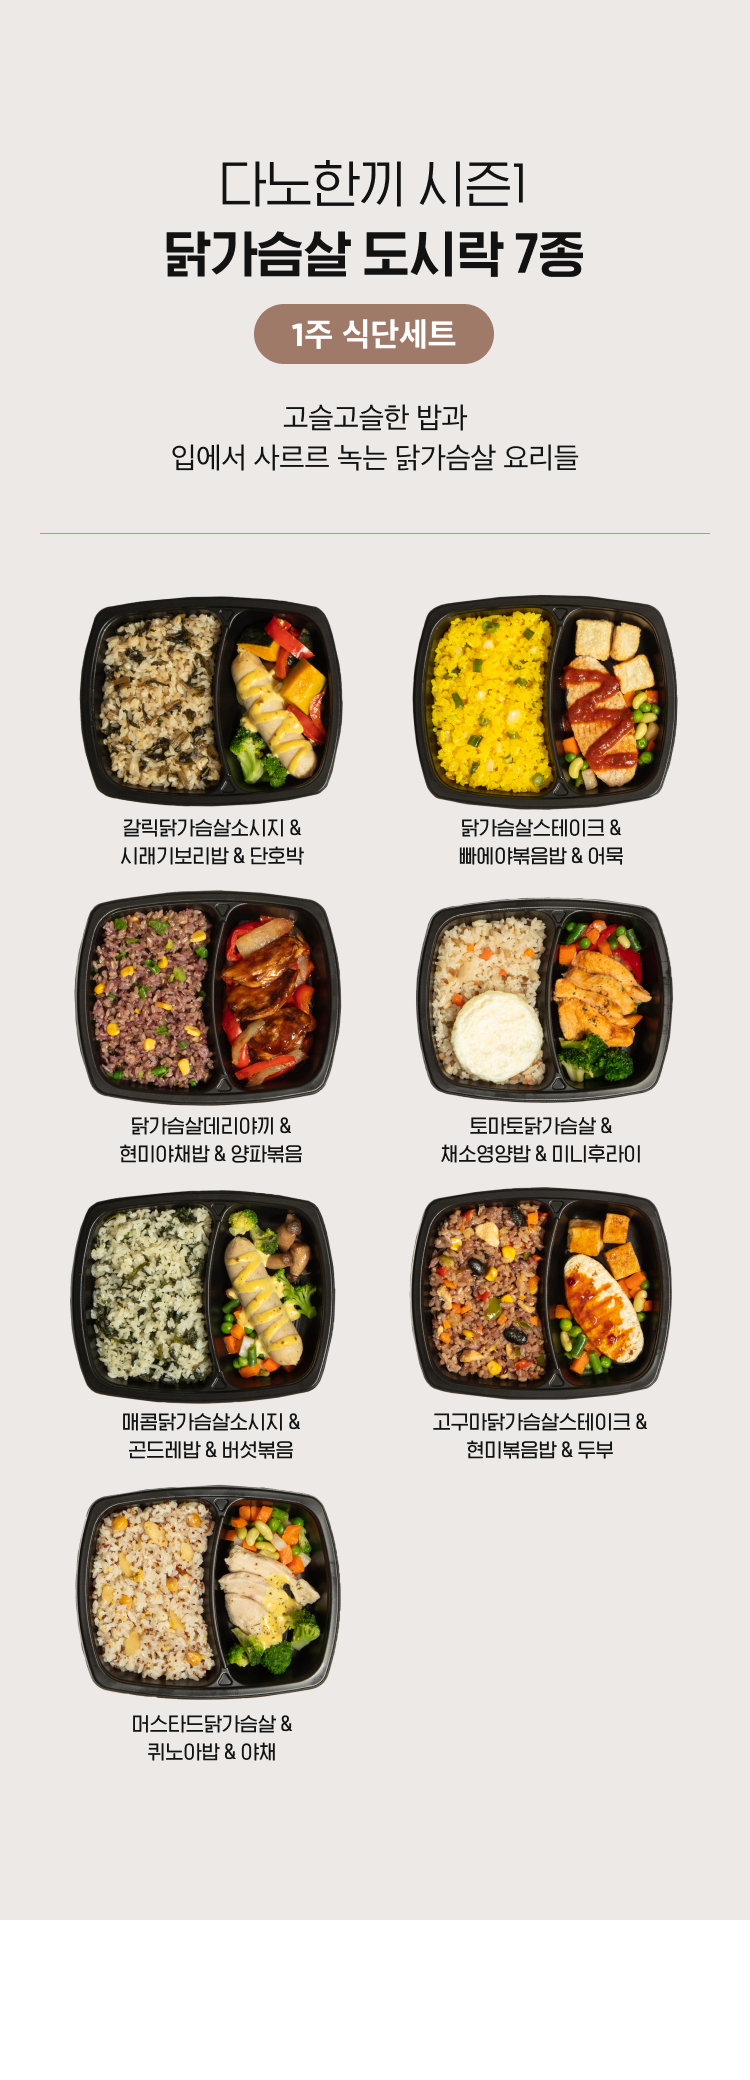 다노한끼 시즌1
닭가슴살 도시락 7종
1주 식단세트
고슬고슬한 밥과
입에서 사르르 녹는 닭가슴살 요리들
갈릭닭가슴살소시지 &
시래기보리밥 & 단호박
닭가슴살스테이크 &
빠에야볶음밥 & 어묵
닭가슴살데리야끼 &
현미야채밥 & 양파볶음
토마토닭가슴살 &
채소영양밥 & 미니후라이
매콤닭가슴살소시지 &
곤드레밥 & 버섯볶음
고구마닭가슴살스테이크 &
현미볶음밥 & 두부
머스타드닭가슴살 &
퀴노아밥 & 야채